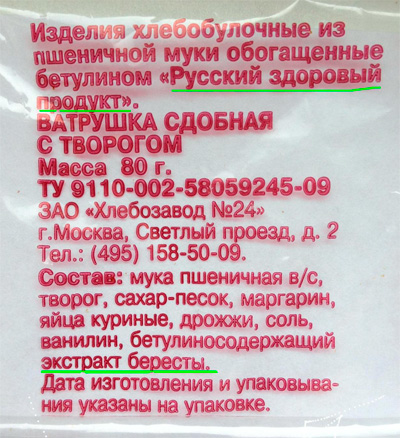 Изделия хлебобулочные из
пшеничной муки обогащенные
бетулином «Русский здоровый
продукт».
ВАТРУШКА СДОБНАЯ
С ТВОРОГОМ
Масса 80 г.
ТУ 9110-002-58059245-09
ЗАО «Хлебозавод №24»
г.Москва, Светлый проезд, д. 2
Тел.: (495) 158-50-09.
Состав: мука пшеничная в/с,
творог, сахар-песок, маргарин,
яйца куриные, дрожжи, соль,
ванилин, бетулиносодержащий
экстракт бересты.
Дата изготовления и упаковыва-
ния указаны на упаковке.